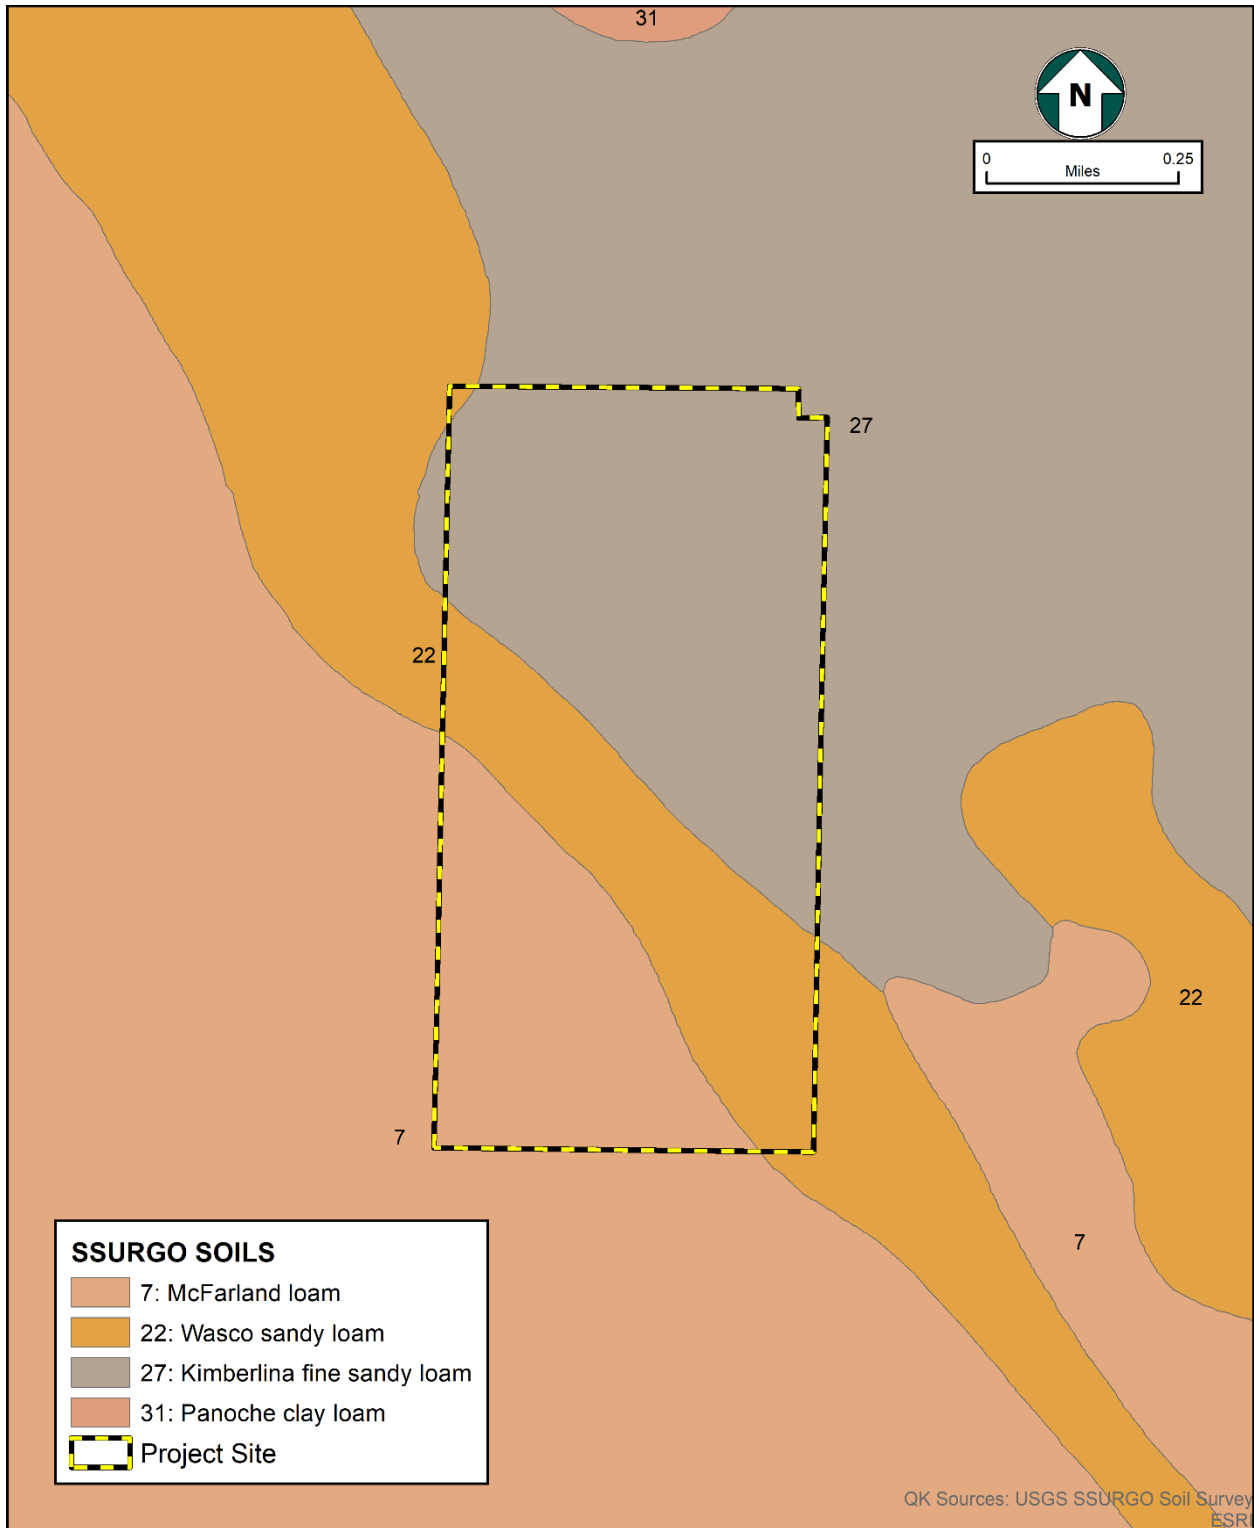 31
N
0 0.25
Miles
27
22
22
7
7
SSURGO SOILS
7: McFarland loam
22: Wasco sandy loam
27: Kimberlina fine sandy loam
31: Panoche clay loam
Project Site
QK Sources: USGS SSURGO Soil Survey
ESRI